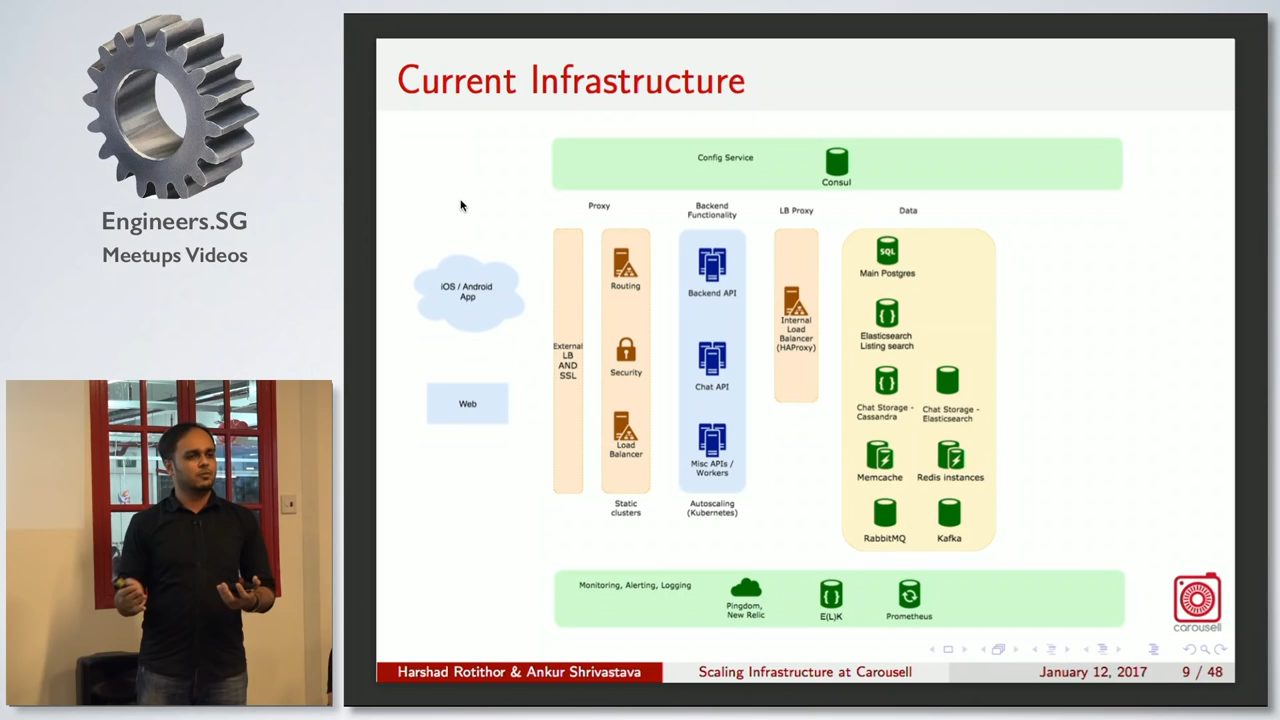 Engineers.SG
Meetups Videos
Current Infrastructure
Config Service
Consul
Proxy
Backend
Functionality
LB Proxy
Data
iOS / Android
App
Web
External
LB
AND
SSL
Routing
Security
Load
Balancer
Static
clusters
Backend API
Chat API
Misc APIs /
Workers
Autoscaling
(Kubernetes)
Internal
Load
Balancer
(HAProxy)
SQL
Main Postgres
{ }
Elasticsearch
Listing search
{ }
Chat Storage -
Cassandra
Chat Storage -
Elasticsearch
Memcache
Redis instances
RabbitMQ
Kafka
Monitoring, Alerting, Logging
Pingdom,
New Relic
{ }
E(L)K
Prometheus
carousell
Harshad Rotithor & Ankur Shrivastava
Scaling Infrastructure at Carousell
January 12, 2017
9 / 48